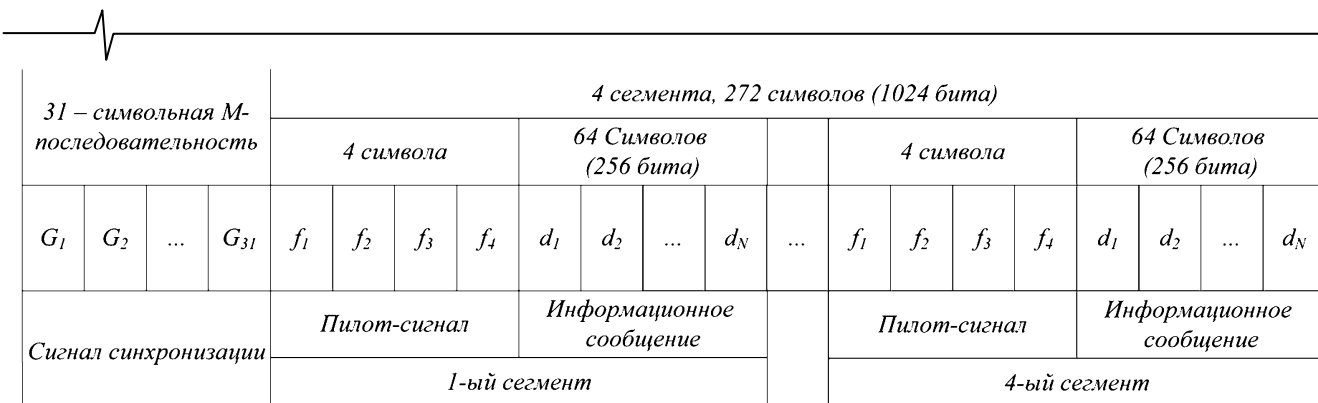 4 сегмента, 272 символов (1024 бита)
31 – символьная М-
последовательность
4 символа
64 Символов
(256 бита)
4 символа
64 Символов
(256 бита)
G1 G2 ... G31 f1 f2 f3 f4 d1 d2 ... dN ... f1 f2 f3 f4 d1 d2 ... dN
Сигнал синхронизации
Пилот-сигнал
Информационное
сообщение
Пилот-сигнал
Информационное
сообщение
1-ый сегмент
4-ый сегмент